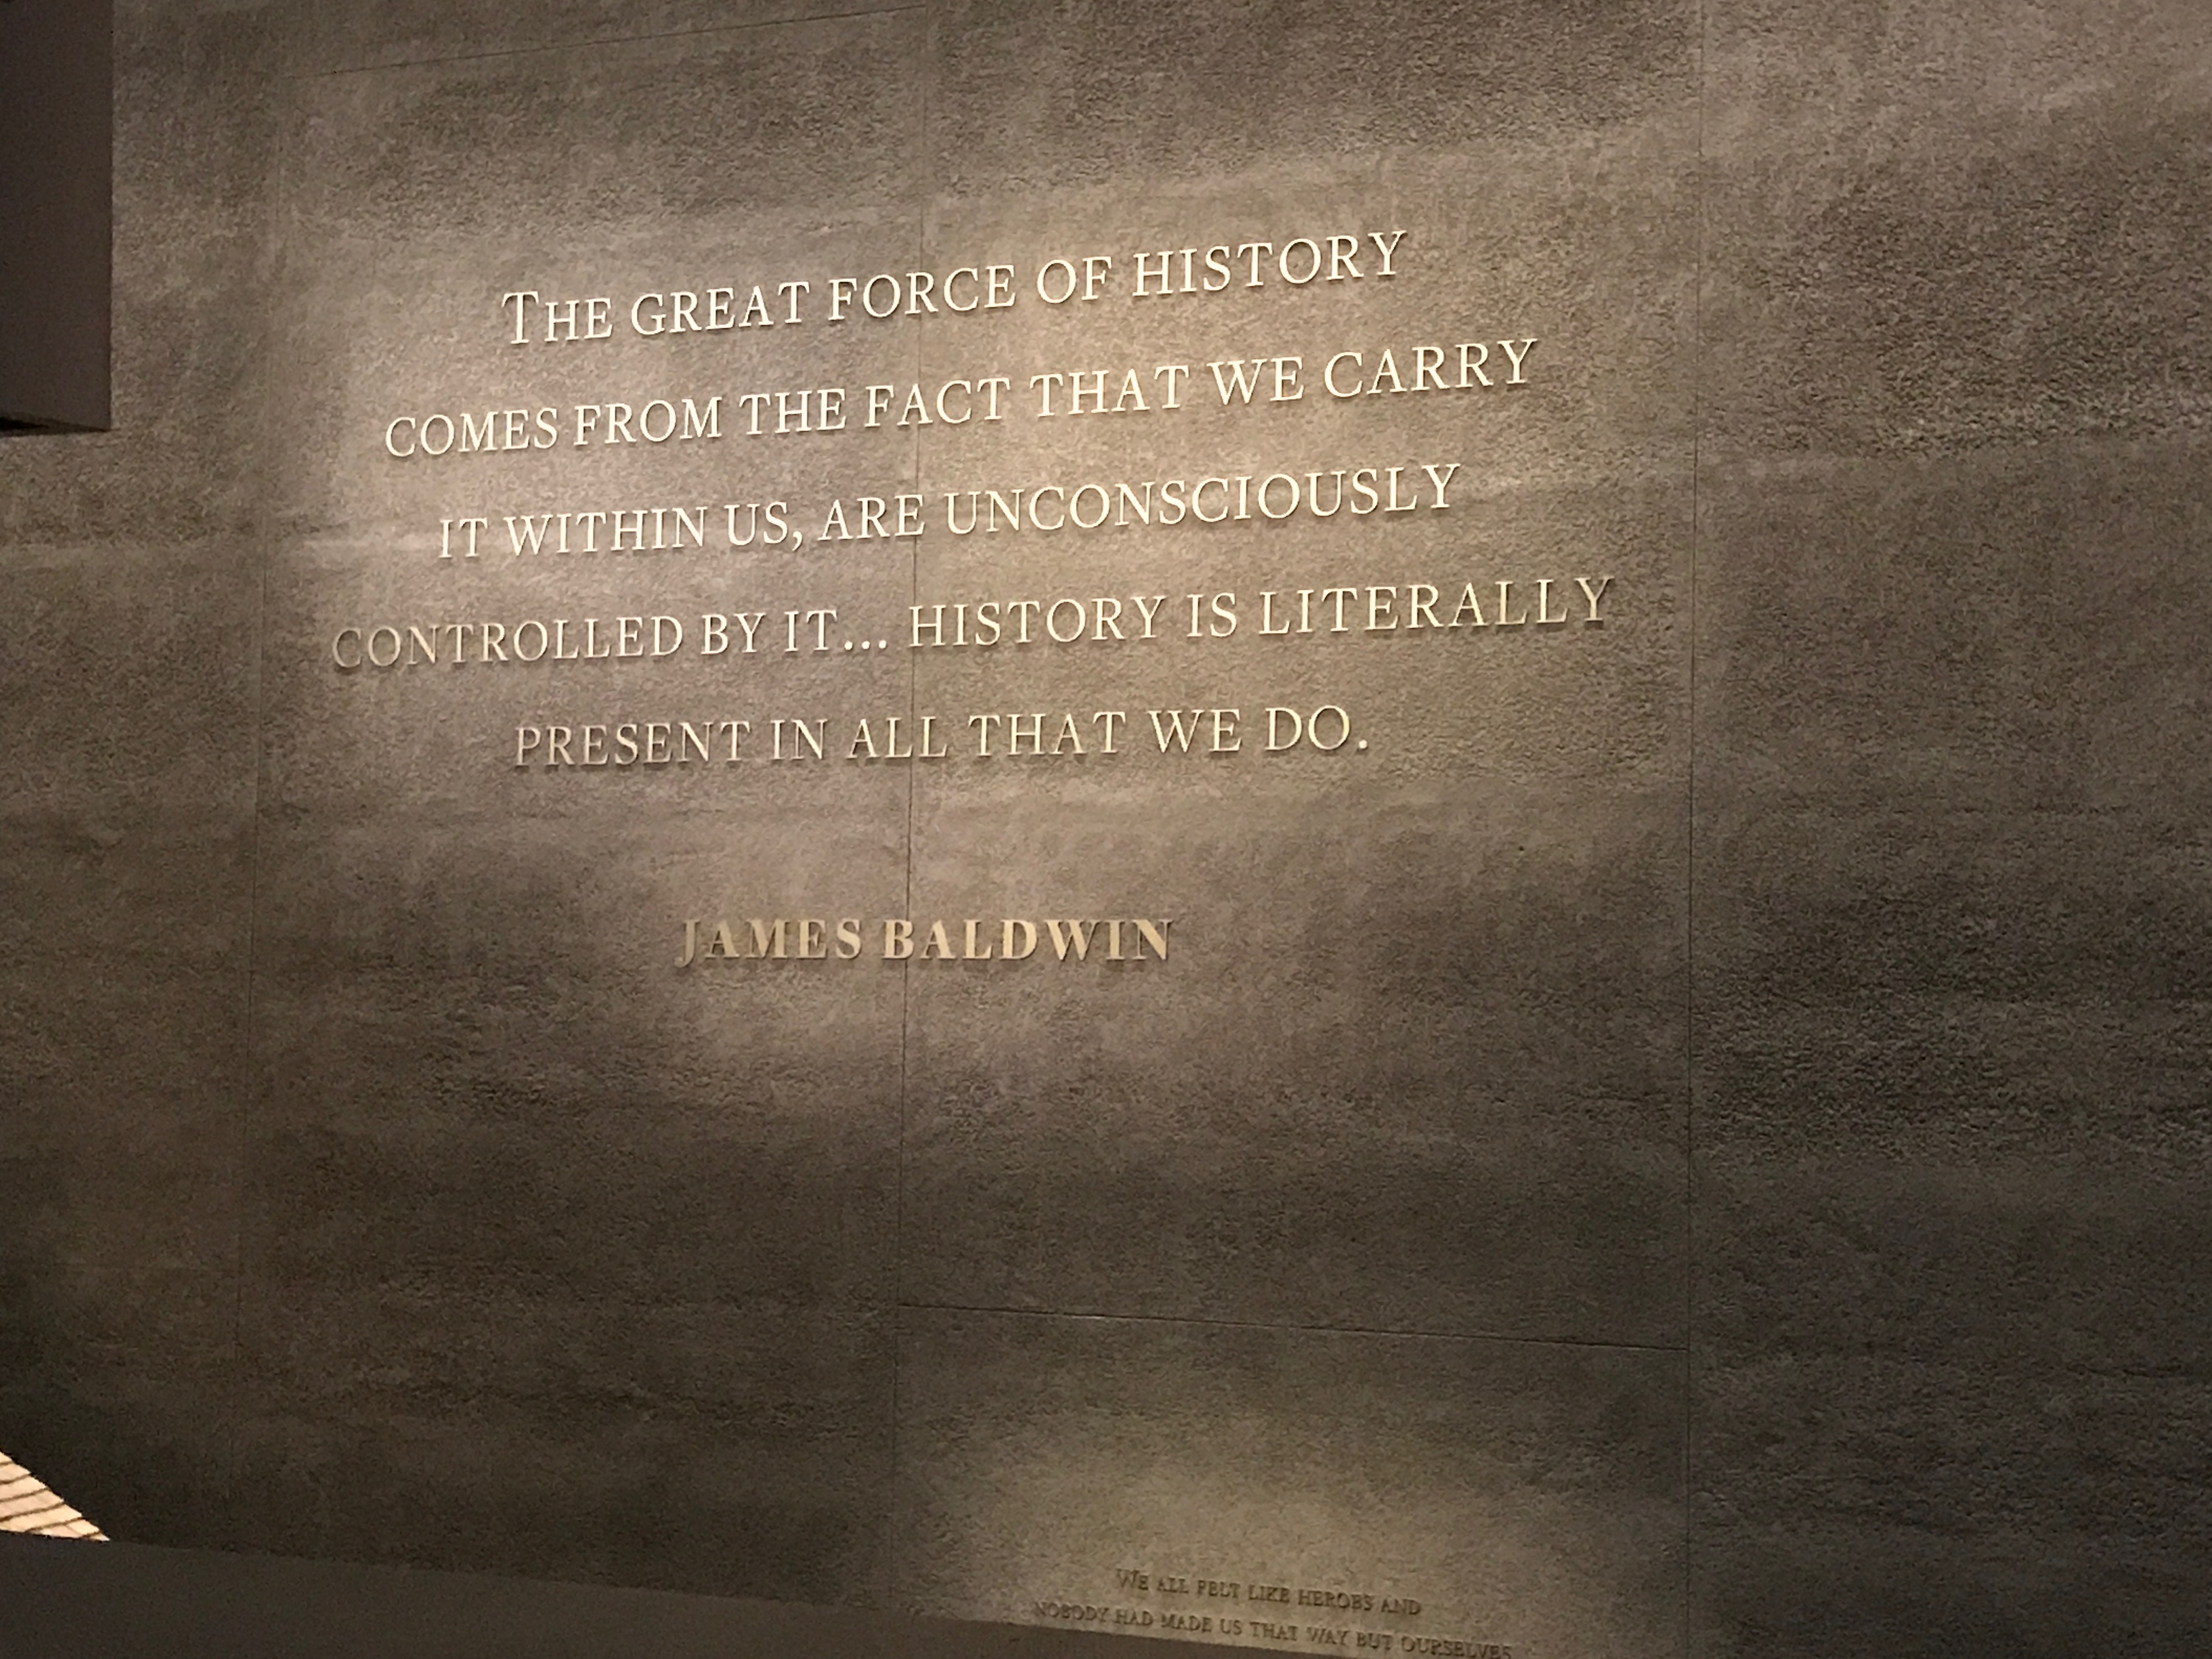 The great force of history
comes from the fact that we carry
it within us, are unconsciously
controlled by it... history is literally
present in all that we do.
JAMES BALDWIN
We all felt like heroes and
nobody had made us that way but ourselves